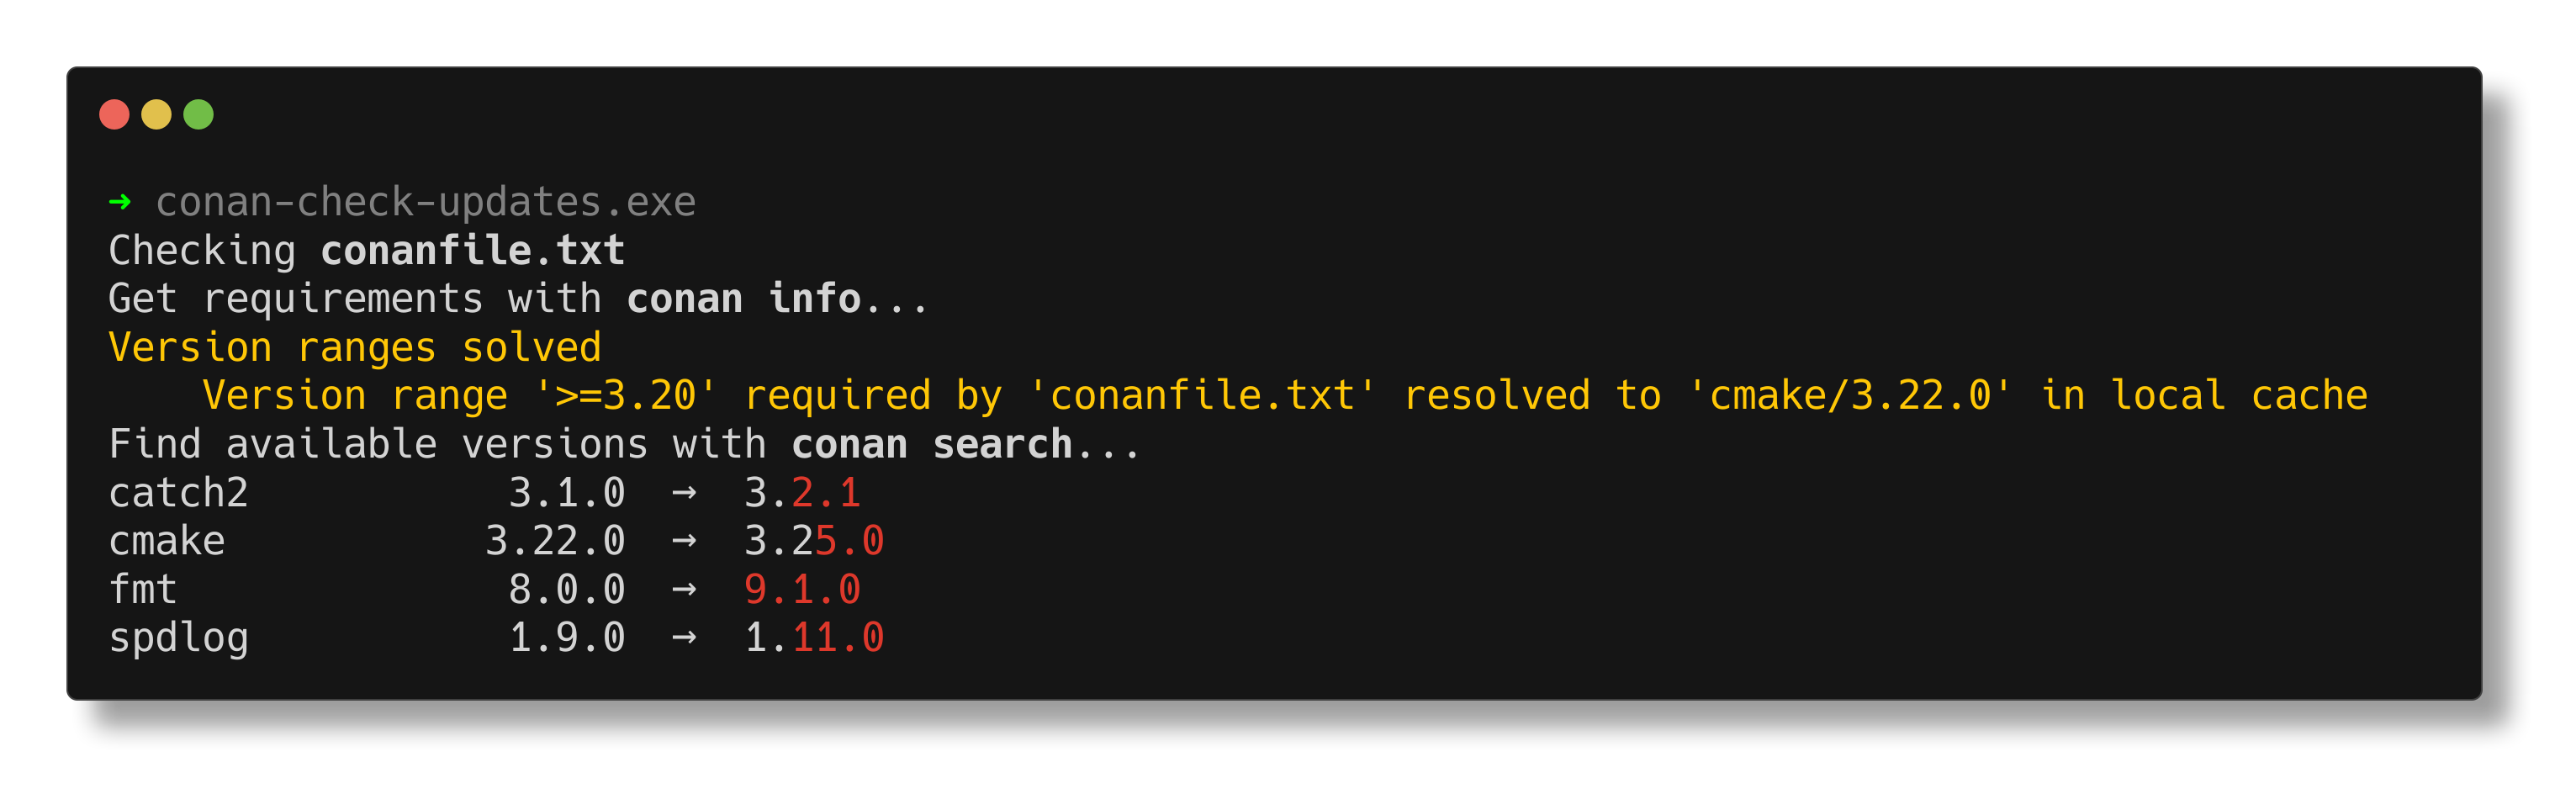 ➜ conan-check-updates.exe
Checking conanfile.txt
Get requirements with conan info...
Version ranges solved
    Version range '>=3.20' required by 'conanfile.txt' resolved to 'cmake/3.22.0' in local cache
Find available versions with conan search...
catch2           3.1.0  →  3.2.1
cmake           3.22.0  →  3.25.0
fmt              8.0.0  →  9.1.0
spdlog           1.9.0  →  1.11.0